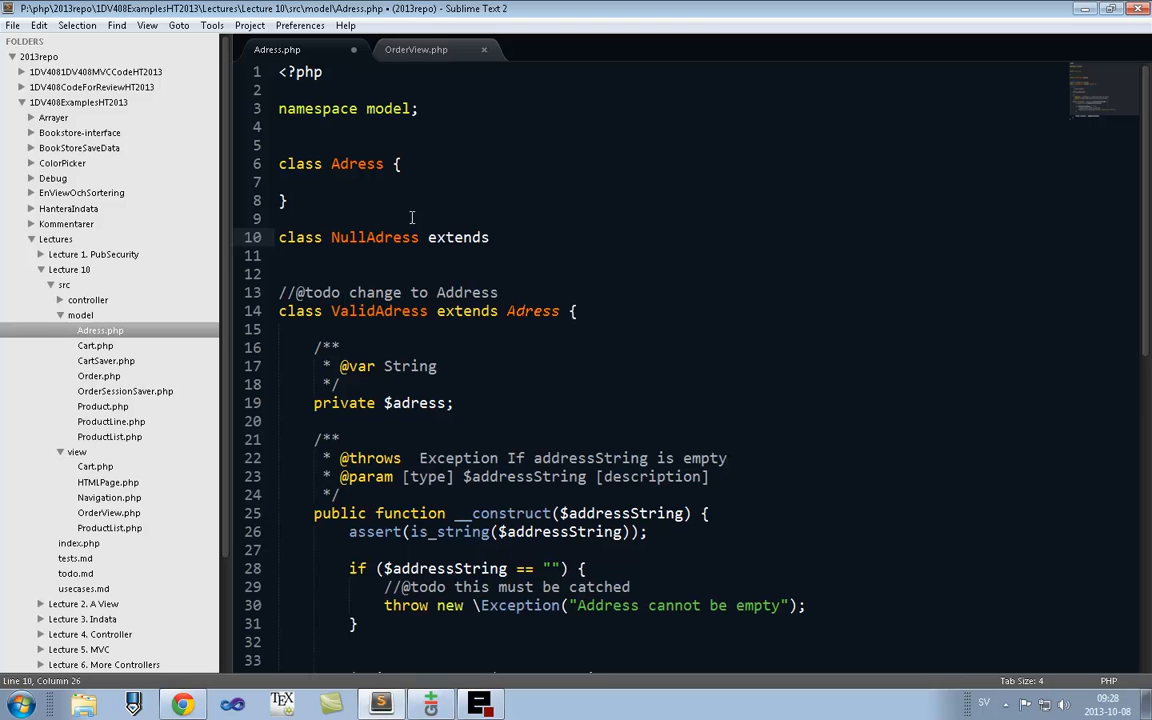 P:\php\2013repo\1DV408ExamplesHT2013\Lectures\Lecture 10\src\model\Adress.php • (2013repo) - Sublime Text 2
File Edit Selection Find View Goto Tools Project Preferences Help
FOLDERS
2013repo
1DV4081DV408MVCCodeHT2013
1DV408CodeForReviewHT2013
1DV408ExamplesHT2013
Arrayer
Bookstore-interface
BookStoreSaveData
ColorPicker
Debug
EnViewOchSortering
HanteraIndata
Kommentarer
Lectures
Lecture 1. PubSecurity
Lecture 10
src
controller
model
Adress.php
Cart.php
CartSaver.php
Order.php
OrderSessionSaver.php
Product.php
ProductLine.php
ProductList.php
view
Cart.php
HTMLPage.php
Navigation.php
OrderView.php
ProductList.php
index.php
tests.md
todo.md
usecases.md
Lecture 2. A View
Lecture 3. Indata
Lecture 4. Controller
Lecture 5. MVC
Lecture 6. More Controllers
Adress.php OrderView.php
1 <?php
2
3 namespace model;
4
5
6 class Adress {
7
8 }
9
10 class NullAdress extends
11
12
13 //@todo change to Address
14 class ValidAdress extends Adress {
15
16 /**
17 * @var String
18 */
19 private $adress;
20
21 /**
22 * @throws Exception If addressString is empty
23 * @param [type] $addressString [description]
24 */
25 public function __construct($addressString) {
26 assert(is_string($addressString));
27
28 if ($addressString == "") {
29 //@todo this must be catched
30 throw new \Exception("Address cannot be empty");
31 }
32
33
Line 10, Column 26 Tab Size: 4 PHP
SV 09:28
2013-10-08